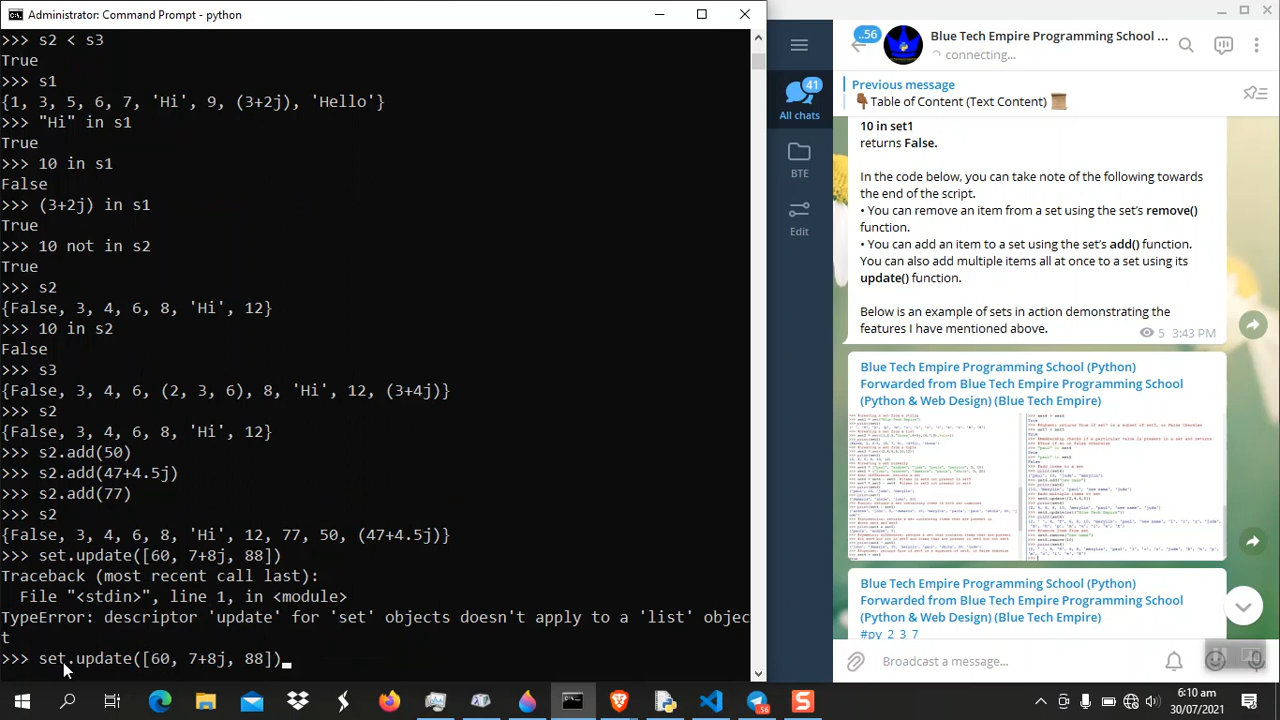 Administrator: Command Prompt - python
>>> s2 < s3
True
>>> s1
{1, 3, 5, 6, 7, 'Hi', 9, (3+2j), 'Hello'}
>>> "Hi" in s1
True
>>> 10 in s1
False
>>> (3+2j) in s1
True
>>> 10 not in s2
True
>>> s2
{False, 3, 4, 6, 8, 'Hi', 12}
>>> 10 in s2
False
>>> s3
{False, 3, 4, 6, (2, 3, 6), 8, 'Hi', 12, (3+4j)}
>>> s2
{False, 3, 4, 6, 8, 'Hi', 12}
>>> s2.add(59)
>>> s2.add(47+4.5j)
>>> s2.add(77)
>>> s2
{False, 3, 4, 6, 8, 'Hi', 12, 77, 59, (47+4.5j)}
>>> set.update([60, 7+8j, 88])
Traceback (most recent call last):
File "<stdin>", line 1, in <module>
TypeError: descriptor 'update' for 'set' objects doesn't apply to a 'list' objec
t
>>> set.update([60, 7+8j, 88])
..56
Blue Tech Empire Programming School ...
connecting...
41
All chats
BTE
Edit
Previous message
Table of Content (Text Content)
10 in set1
returns False.
In the code below, you can take note of the following towards
the end of the script.
• You can remove an item from a set using the set's remove()
function.
• You can add an item to a set using the set's add() function.
You can also add multiple items all at once to a set using its
update() function.
Below is an example of sets in action demonstrating the
features I have mentioned above.
5 3:43 PM
Blue Tech Empire Programming School (Python)
Forwarded from Blue Tech Empire Programming School
(Python & Web Design) (Blue Tech Empire)
Blue Tech Empire Programming School (Python)
Forwarded from Blue Tech Empire Programming School
(Python & Web Design) (Blue Tech Empire)
#py_2_3_7
Broadcast a message...
6:10 am
30/07/2021